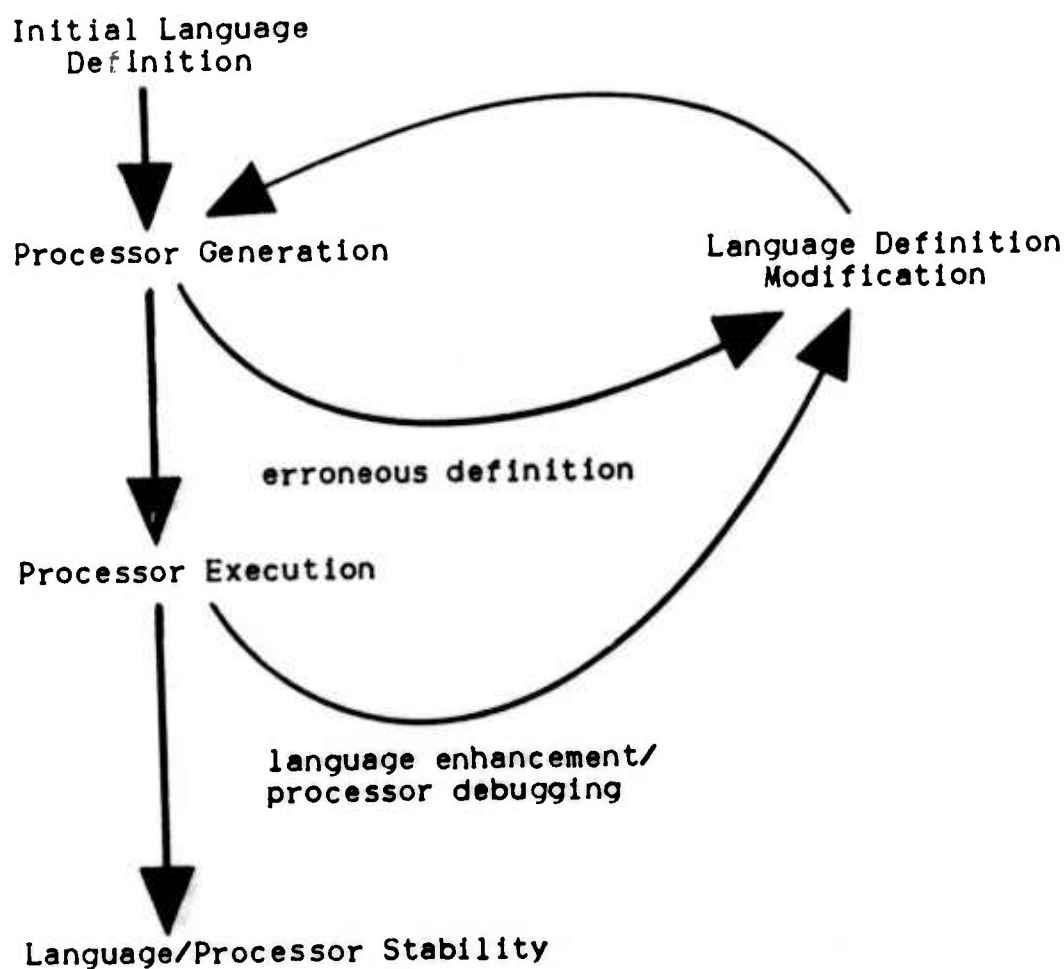 Initial Language
Definition
Processor Generation
Language Definition
Modification
erroneous definition
Processor Execution
language enhancement/
processor debugging
Language/Processor Stability